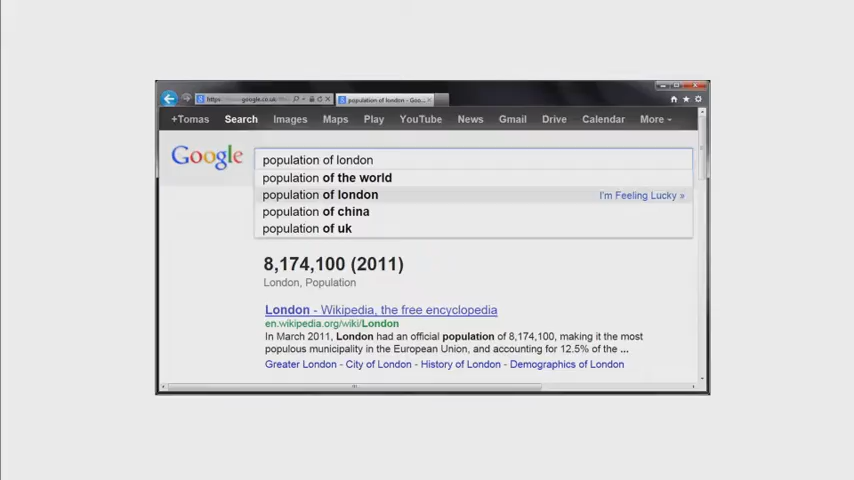 google.co.uk
population of london - Goo...
+Tomas Search Images Maps Play YouTube News Gmail Drive Calendar More
Google
population of london
population of the world
population of london I'm Feeling Lucky »
population of china
population of uk
8,174,100 (2011)
London, Population
London - Wikipedia, the free encyclopedia
en.wikipedia.org/wiki/London
In March 2011, London had an official population of 8,174,100, making it the most
populous municipality in the European Union, and accounting for 12.5% of the ...
Greater London - City of London - History of London - Demographics of London